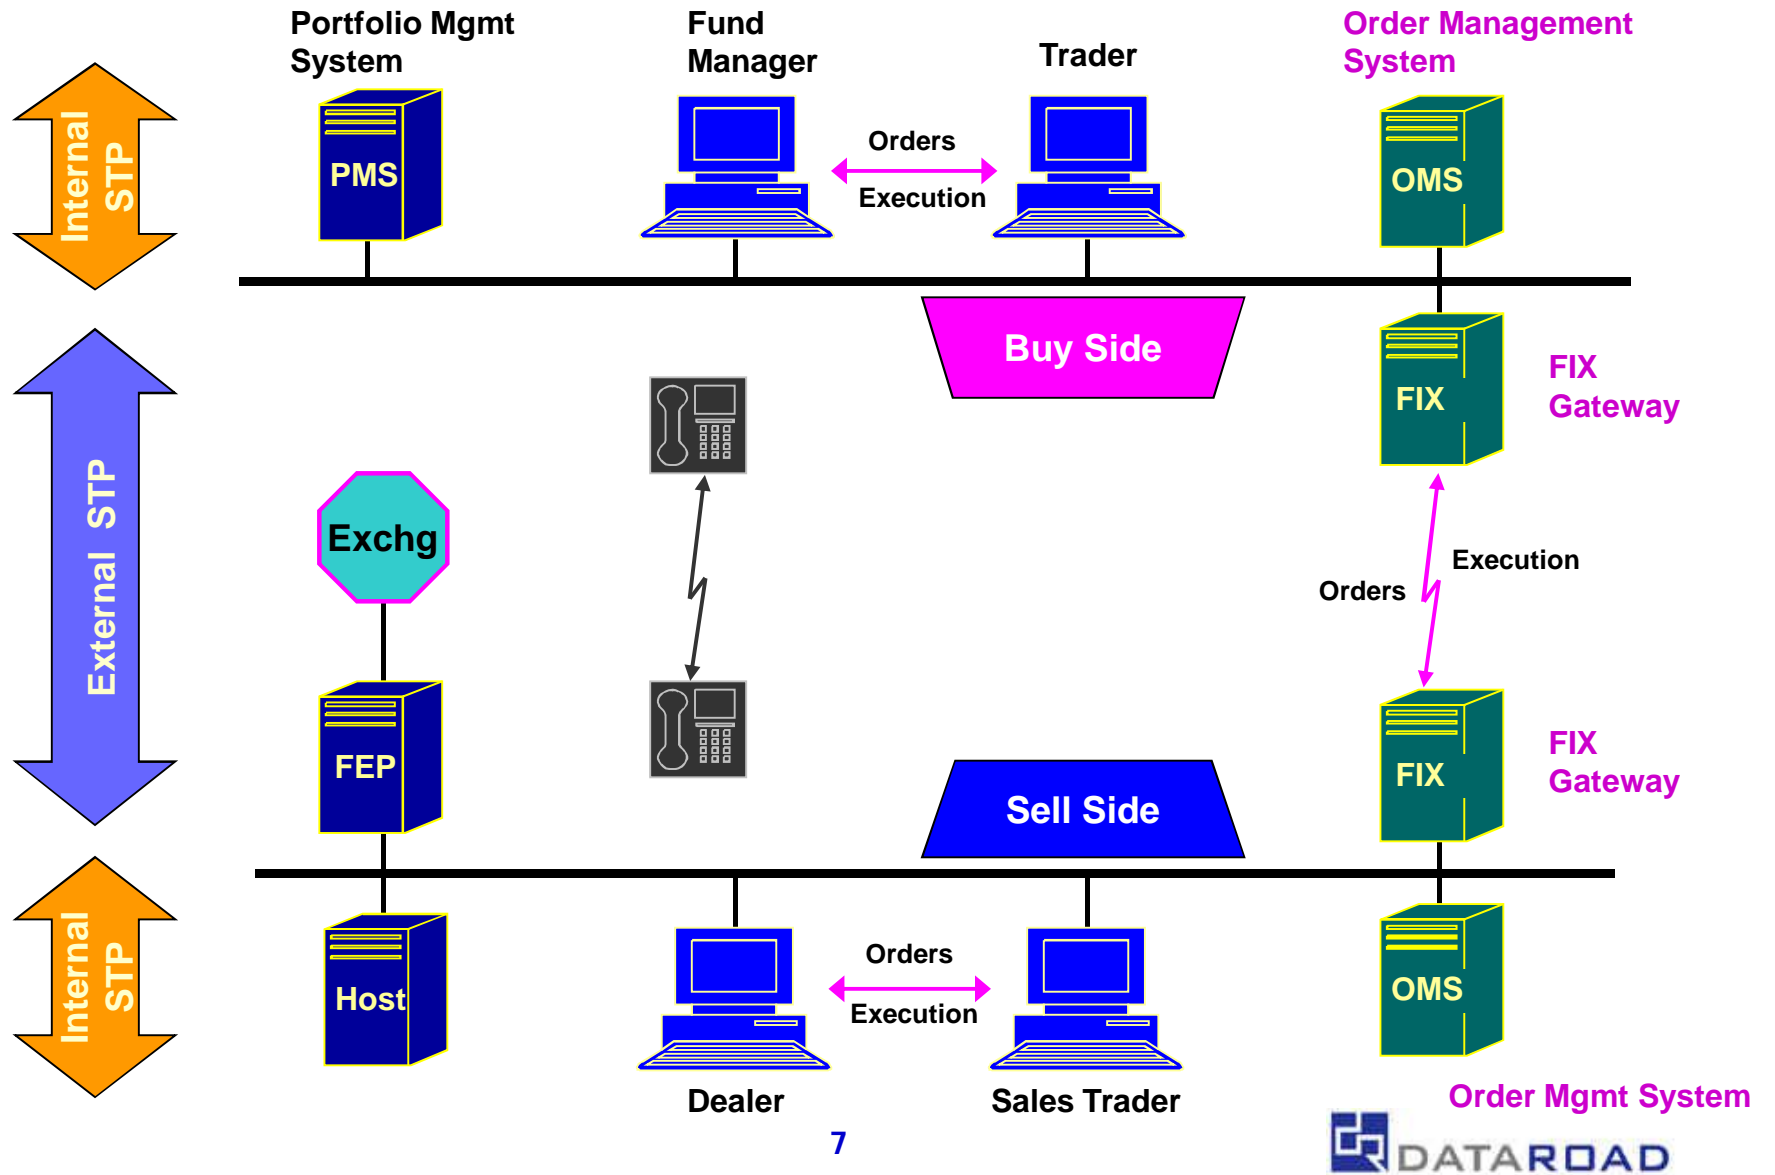 Portfolio Mgmt
System
Fund
Manager
Trader
Order Management
System
Internal
STP
PMS
Orders
Execution
OMS
Buy Side
FIX
FIX
Gateway
External STP
Exchg
Execution
Orders
FEP
Sell Side
FIX
FIX
Gateway
Internal
STP
Host
Orders
Execution
OMS
Dealer
Sales Trader
Order Mgmt System
7
DATAROAD